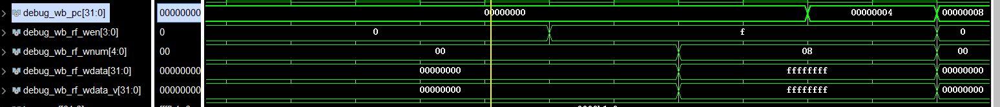 debug_wb_pc[31:0] 00000000 00000000 00000004 00000008
debug_wb_rf_wen[3:0] 0 0 f 0
debug_wb_rf_wnum[4:0] 00 00 08 00
debug_wb_rf_wdata[31:0] 00000000 00000000 ffffffff 00000000
debug_wb_rf_wdata_v[31:0] 00000000 00000000 ffffffff 00000000